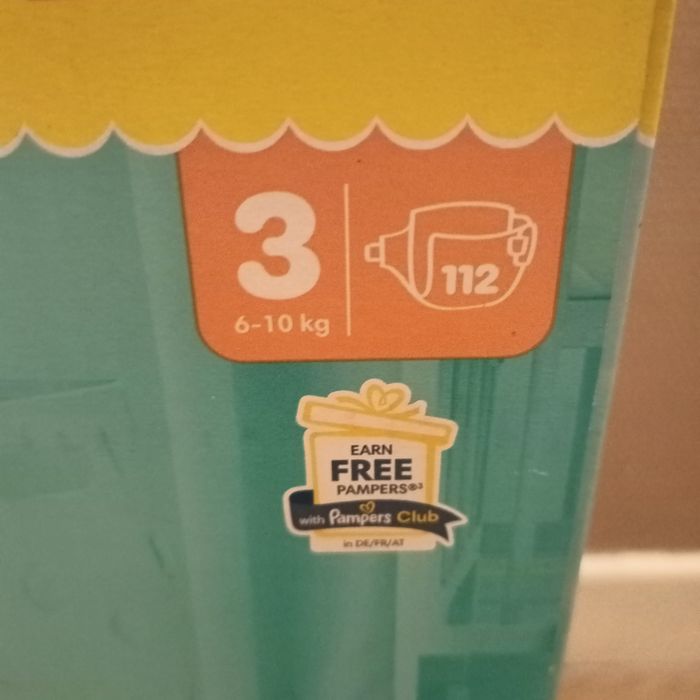 3
6-10 kg
112
EARN
FREE
PAMPERS®³
with Pampers Club
in DE/FR/AT